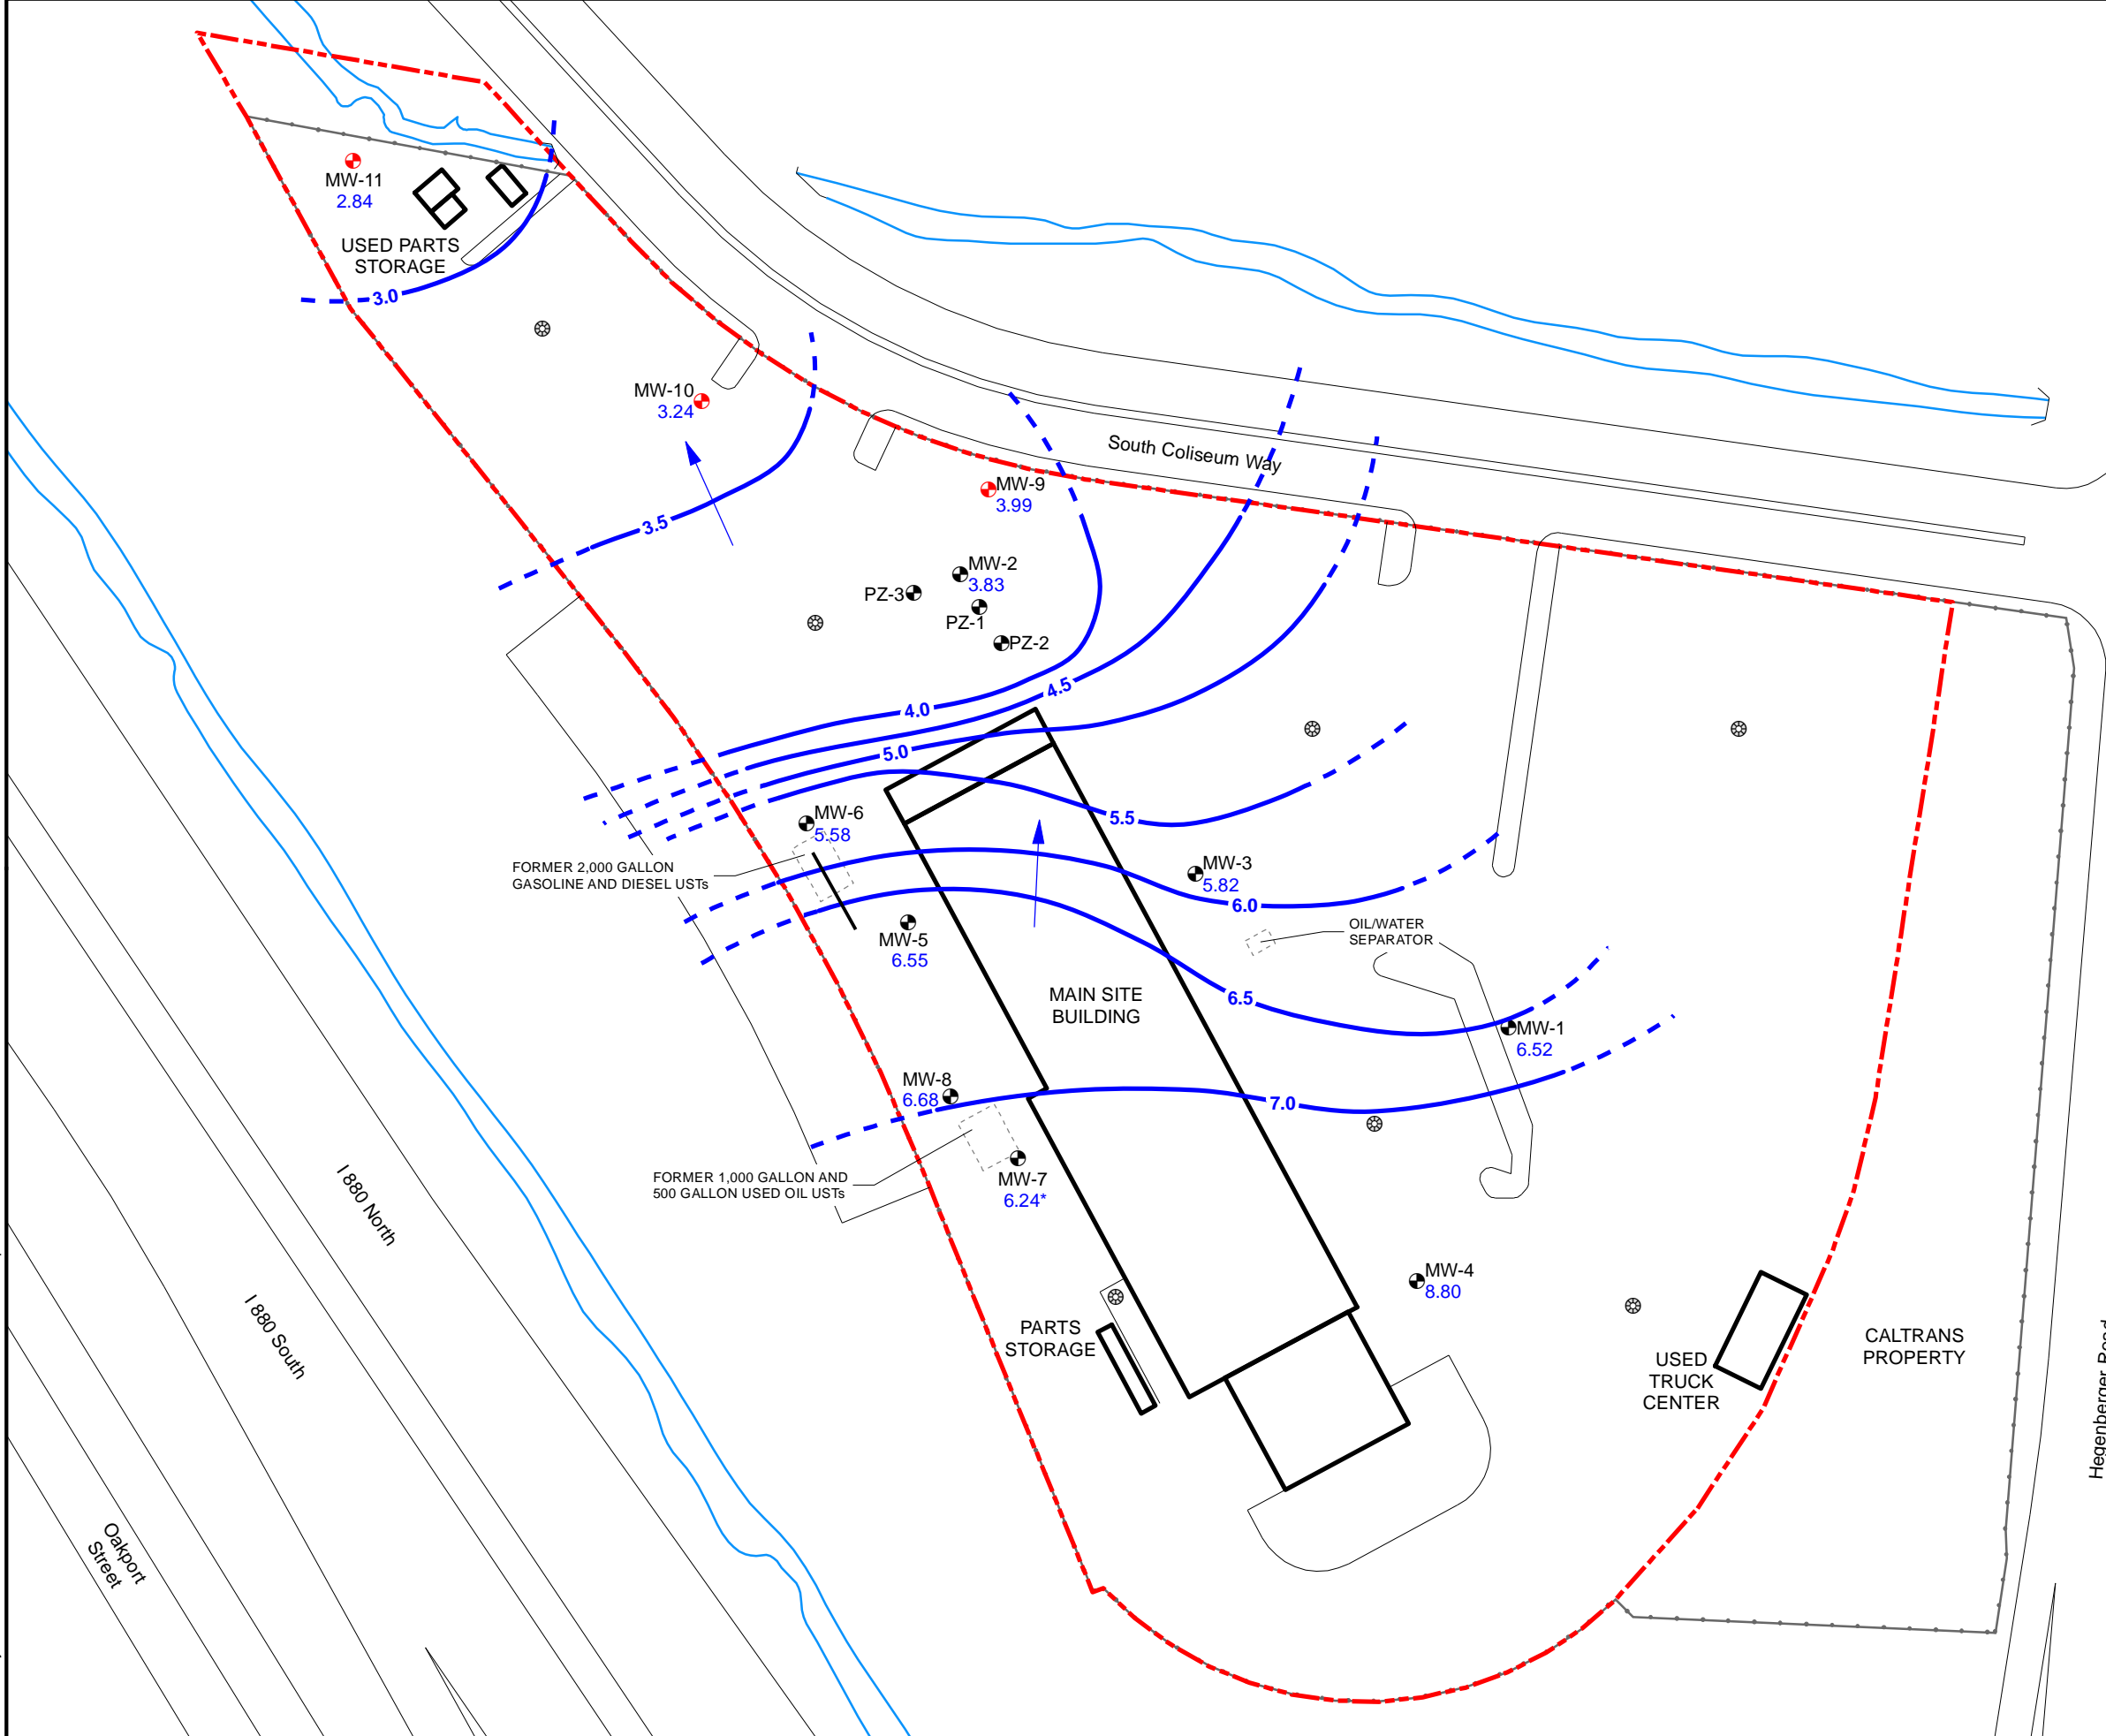 MW-11
2.84
USED PARTS
STORAGE
3.0
MW-10
3.24
3.5
South Coliseum Way
MW-9
3.99
MW-2
3.83
PZ-3
PZ-1
PZ-2
4.0
4.5
5.0
5.5
MW-6
5.58
FORMER 2,000 GALLON
GASOLINE AND DIESEL USTs
MW-3
5.82
6.0
MW-5
6.55
OIL/WATER
SEPARATOR
MAIN SITE
BUILDING
6.5
MW-1
6.52
MW-8
6.68
7.0
FORMER 1,000 GALLON AND
500 GALLON USED OIL USTs
MW-7
6.24*
I 880 North
I 880 South
MW-4
8.80
PARTS
STORAGE
USED
TRUCK
CENTER
CALTRANS
PROPERTY
Hegenberger Road
Oakport
Street